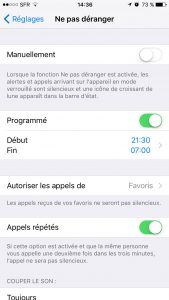 SFR 14:36 73 %
Réglages Ne pas déranger
Manuellement
Lorsque la fonction Ne pas déranger est activée, les
alertes et appels arrivant sur l'appareil en mode
verrouillé sont silencieux et une icône de croissant de
lune apparaît dans la barre d'état.
Programmé
Début 21:30
Fin 07:00
Autoriser les appels de Favoris
Les appels reçus de vos favoris ne seront pas silencieux.
Appels répétés
Si cette option est activée et que la même personne
vous appelle une deuxième fois dans les trois minutes,
l'appel ne sera pas silencieux.
COUPER LE SON :
Toujours